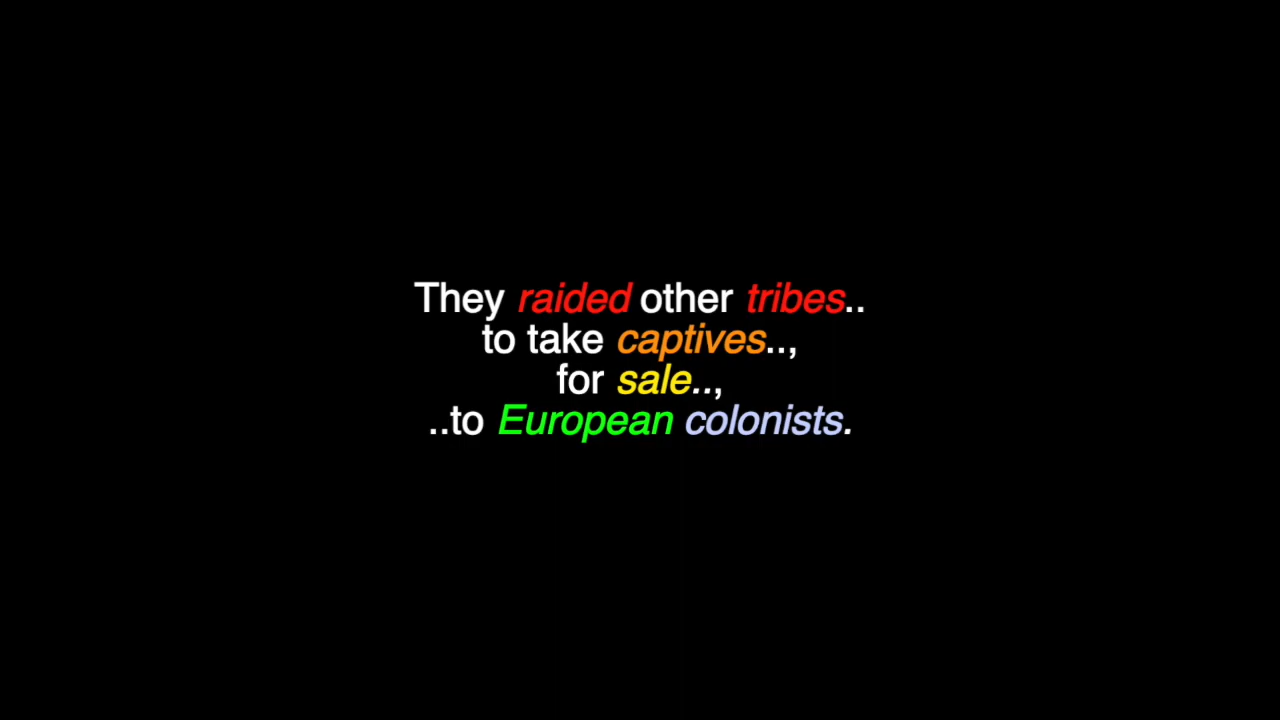 They raided other tribes..
to take captives..,
for sale..,
..to European colonists.